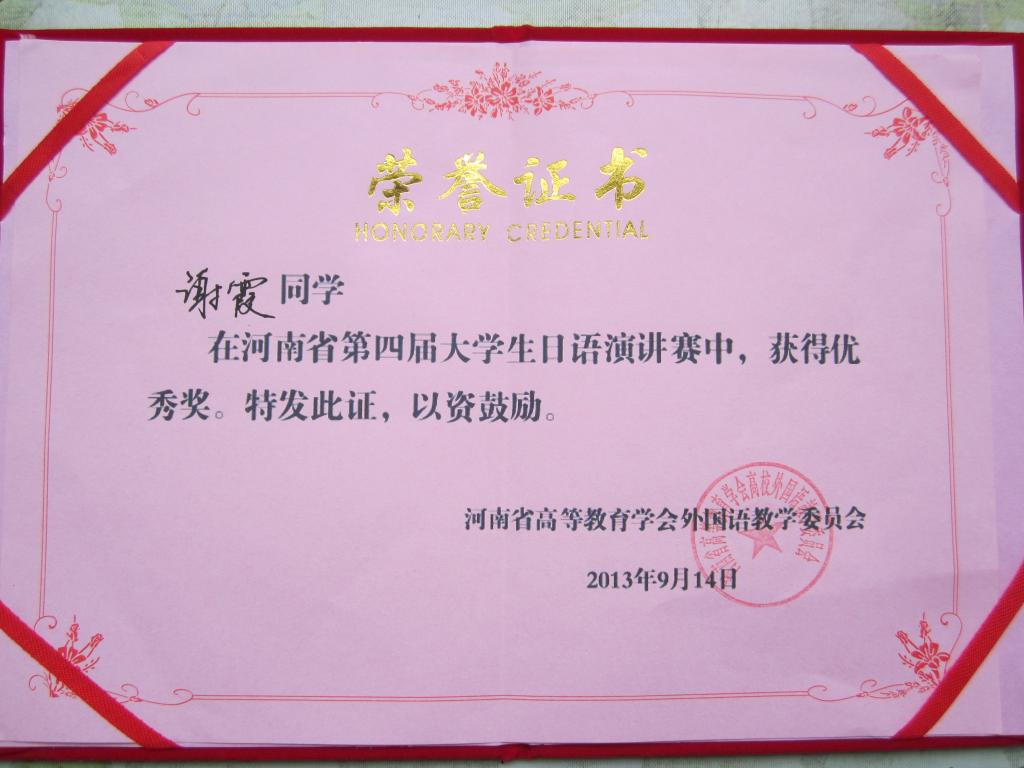 荣誉证书
HONORARY CREDENTIAL
谢霞同学
在河南省第四届大学生日语演讲赛中，获得优
秀奖。特发此证，以资鼓励。
河南省高等教育学会外国语教学委员会
2013年9月14日